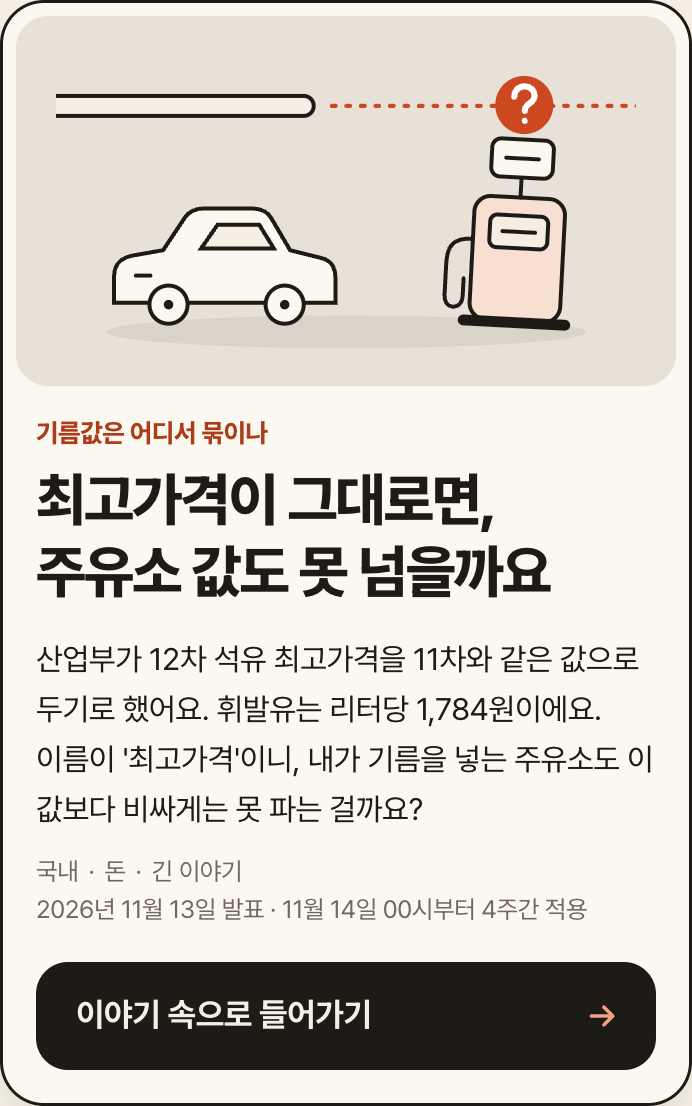 ?
기름값은 어디서 묶이나
최고가격이 그대로면,
주유소 값도 못 넘을까요
산업부가 12차 석유 최고가격을 11차와 같은 값으로
두기로 했어요. 휘발유는 리터당 1,784원이에요.
이름이 '최고가격'이니, 내가 기름을 넣는 주유소도 이
값보다 비싸게는 못 파는 걸까요?
국내 · 돈 · 긴 이야기
2026년 11월 13일 발표 · 11월 14일 00시부터 4주간 적용
이야기 속으로 들어가기 →